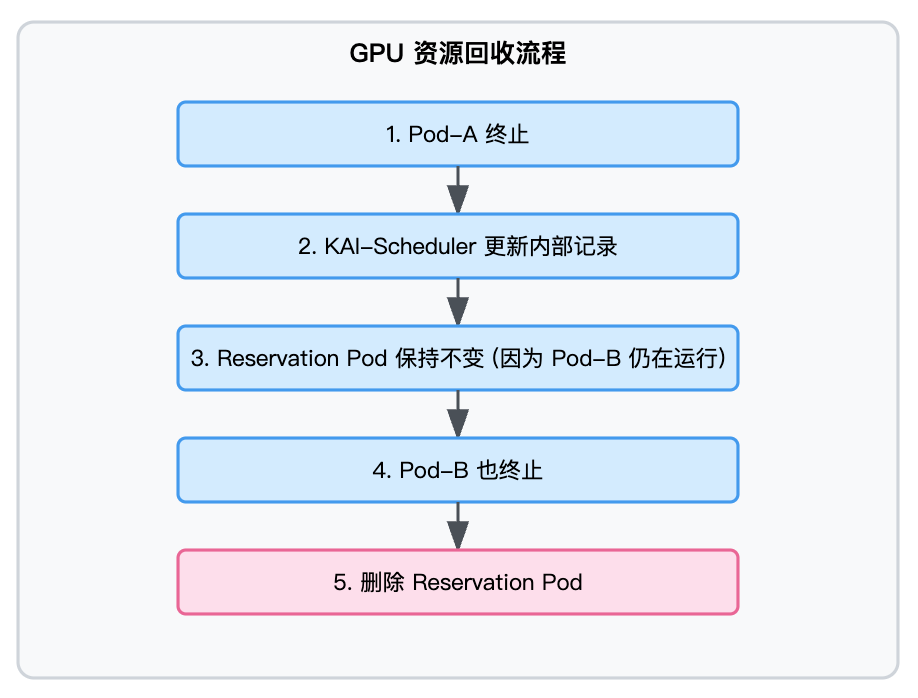 GPU 资源回收流程
1. Pod-A 终止
2. KAI-Scheduler 更新内部记录
3. Reservation Pod 保持不变 (因为 Pod-B 仍在运行)
4. Pod-B 也终止
5. 删除 Reservation Pod